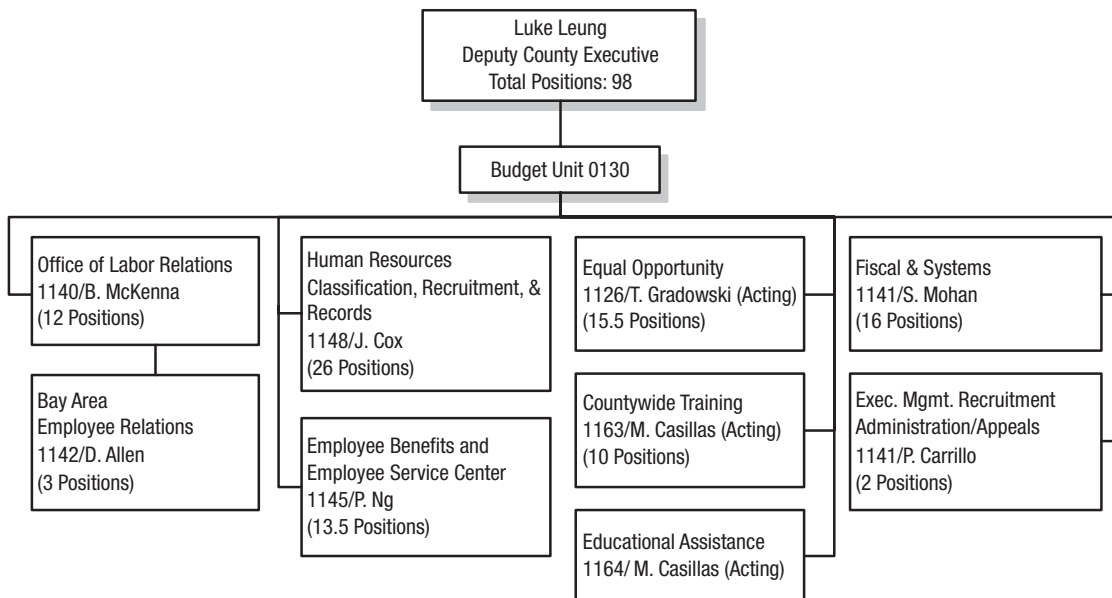 Luke Leung
Deputy County Executive
Total Positions: 98
Budget Unit 0130
Office of Labor Relations
1140/B. McKenna
(12 Positions)
Bay Area
Employee Relations
1142/D. Allen
(3 Positions)
Human Resources
Classification, Recruitment, &
Records
1148/J. Cox
(26 Positions)
Employee Benefits and
Employee Service Center
1145/P. Ng
(13.5 Positions)
Equal Opportunity
1126/T. Gradowski (Acting)
(15.5 Positions)
Countywide Training
1163/M. Casillas (Acting)
(10 Positions)
Educational Assistance
1164/ M. Casillas (Acting)
Fiscal & Systems
1141/S. Mohan
(16 Positions)
Exec. Mgmt. Recruitment
Administration/Appeals
1141/P. Carrillo
(2 Positions)